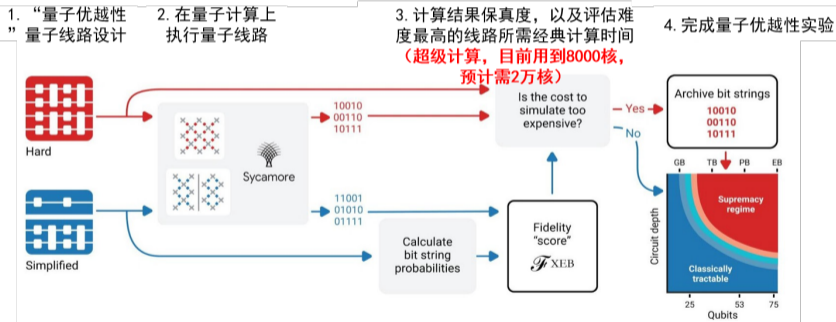 1. “量子优越性
”量子线路设计
2. 在量子计算上
执行量子线路
3. 计算结果保真度，以及评估难
度最高的线路所需经典计算时间
（超级计算，目前用到8000核，
预计需2万核）
4. 完成量子优越性实验
Hard
Simplified
Sycamore
10010
00110
10111
11001
01010
01111
Calculate
bit string
probabilities
Is the cost to
simulate too
expensive?
Fidelity
“score”
ℱ XEB
Yes
No
Archive bit strings
10010
00110
10111
GB TB PB EB
Supremacy
regime
Classically
tractable
Circuit depth
25 53 75
Qubits